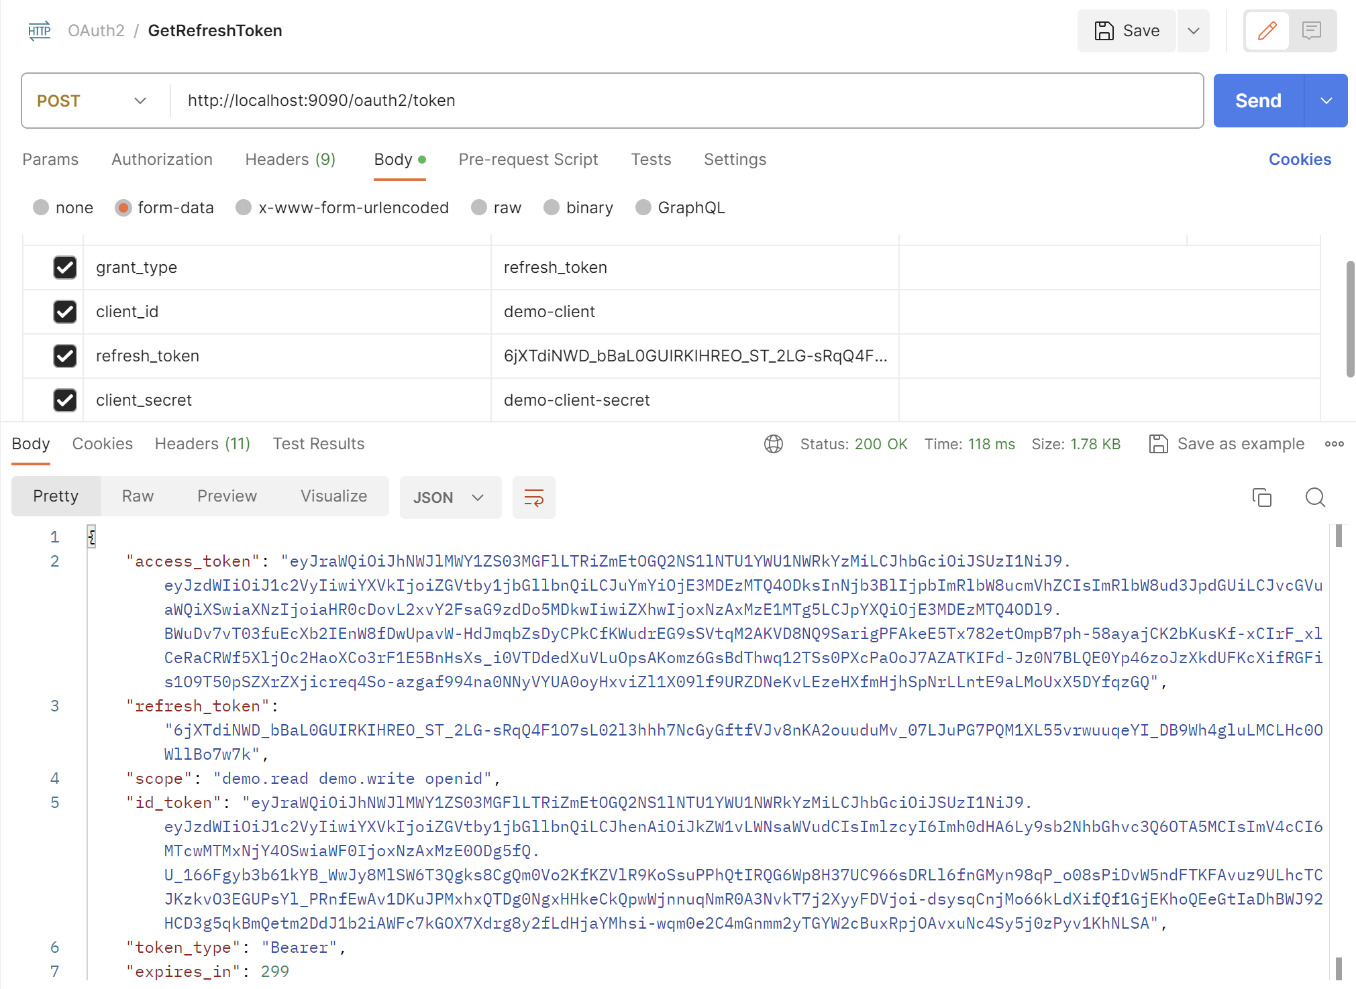 HTTP OAuth2 / GetRefreshToken Save
POST http://localhost:9090/oauth2/token Send
Params Authorization Headers (9) Body Pre-request Script Tests Settings Cookies
none form-data x-www-form-urlencoded raw binary GraphQL
grant_type refresh_token
client_id demo-client
refresh_token 6jXTdiNWD_bBaL0GUIRKIHREO_ST_2LG-sRqQ4F...
client_secret demo-client-secret
Body Cookies Headers (11) Test Results Status: 200 OK Time: 118 ms Size: 1.78 KB Save as example
Pretty Raw Preview Visualize JSON
1 {
2 "access_token": "eyJraWQiOiJhNWJlMWY1ZS03MGFlLTRiZmEtOGQ2NS1lNTU1YWU1NWRkYzMiLCJhbGciOiJSUzI1NiJ9.
eyJzdWIiOiJ1c2VyIiwiYXVkIjoiZGVtby1jbGllbnQiLCJuYmYiOjE3MDEzMTQ4ODksInNjb3BlIjpbImRlbW8ucmVhZCIsImRlbW8ud3JpdGUiLCJvcGVu
aWQiXSwiaXNzIjoiaHR0cDovL2xvY2FsaG9zdDo5MDkwIiwiZXhwIjoxNzAxMzE1MTg5LCJpYXQiOjE3MDEzMTQ4ODl9.
BWuDv7vT03fuEcXb2IEnW8fDwUpavW-HdJmqbZsDyCPkCfKWudrEG9sSVtqM2AKVD8NQ9SarigPFAkeE5Tx782etOmpB7ph-58ayajCK2bKusKf-xCIrF_xl
CeRaCRWf5XljOc2HaoXCo3rF1E5BnHsXs_i0VTDdedXuVLuOpsAKomz6GsBdThwq12TSs0PXcPaOoJ7AZATKIFd-Jz0N7BLQE0Yp46zoJzXkdUFKcXifRGFi
s1O9T50pSZXrZXjicreq4So-azgaf994na0NNyVYUA0oyHxviZl1X09lf9URZDNeKvLEzeHXfmHjhSpNrLLntE9aLMoUxX5DYfqzGQ",
3 "refresh_token":
"6jXTdiNWD_bBaL0GUIRKIHREO_ST_2LG-sRqQ4F1O7sL02l3hhh7NcGyGftfVJv8nKA2ouuduMv_07LJuPG7PQM1XL55vrwuuqeYI_DB9Wh4gluLMCLHc0O
WllBo7w7k",
4 "scope": "demo.read demo.write openid",
5 "id_token": "eyJraWQiOiJhNWJlMWY1ZS03MGFlLTRiZmEtOGQ2NS1lNTU1YWU1NWRkYzMiLCJhbGciOiJSUzI1NiJ9.
eyJzdWIiOiJ1c2VyIiwiYXVkIjoiZGVtby1jbGllbnQiLCJhenAiOiJkZW1vLWNsaWVudCIsImlzcyI6Imh0dHA6Ly9sb2NhbGhvc3Q6OTA5MCIsImV4cCI6
MTcwMTMxNjY4OSwiaWF0IjoxNzAxMzE0ODg5fQ.
U_166Fgyb3b61kYB_WwJy8MlSW6T3Qgks8CgQm0Vo2KfKZVlR9KoSsuPPhQtIRQG6Wp8H37UC966sDRLl6fnGMyn98qP_o08sPiDvW5ndFTKFAvuz9ULhcTC
JKzkvO3EGUPsYl_PRnfEwAv1DKuJPMxhxQTDg0NgxHHkeCkQpwWjnnuqNmR0A3NvkT7j2XyyFDVjoi-dsysqCnjMo66kLdXifQf1GjEKhoQEeGtIaDhBWJ92
HCD3g5qkBmQetm2DdJ1b2iAWFc7kGOX7Xdrg8y2fLdHjaYMhsi-wqm0e2C4mGnmm2yTGYW2cBuxRpjOAvxuNc4Sy5j0zPyv1KhNLSA",
6 "token_type": "Bearer",
7 "expires_in": 299